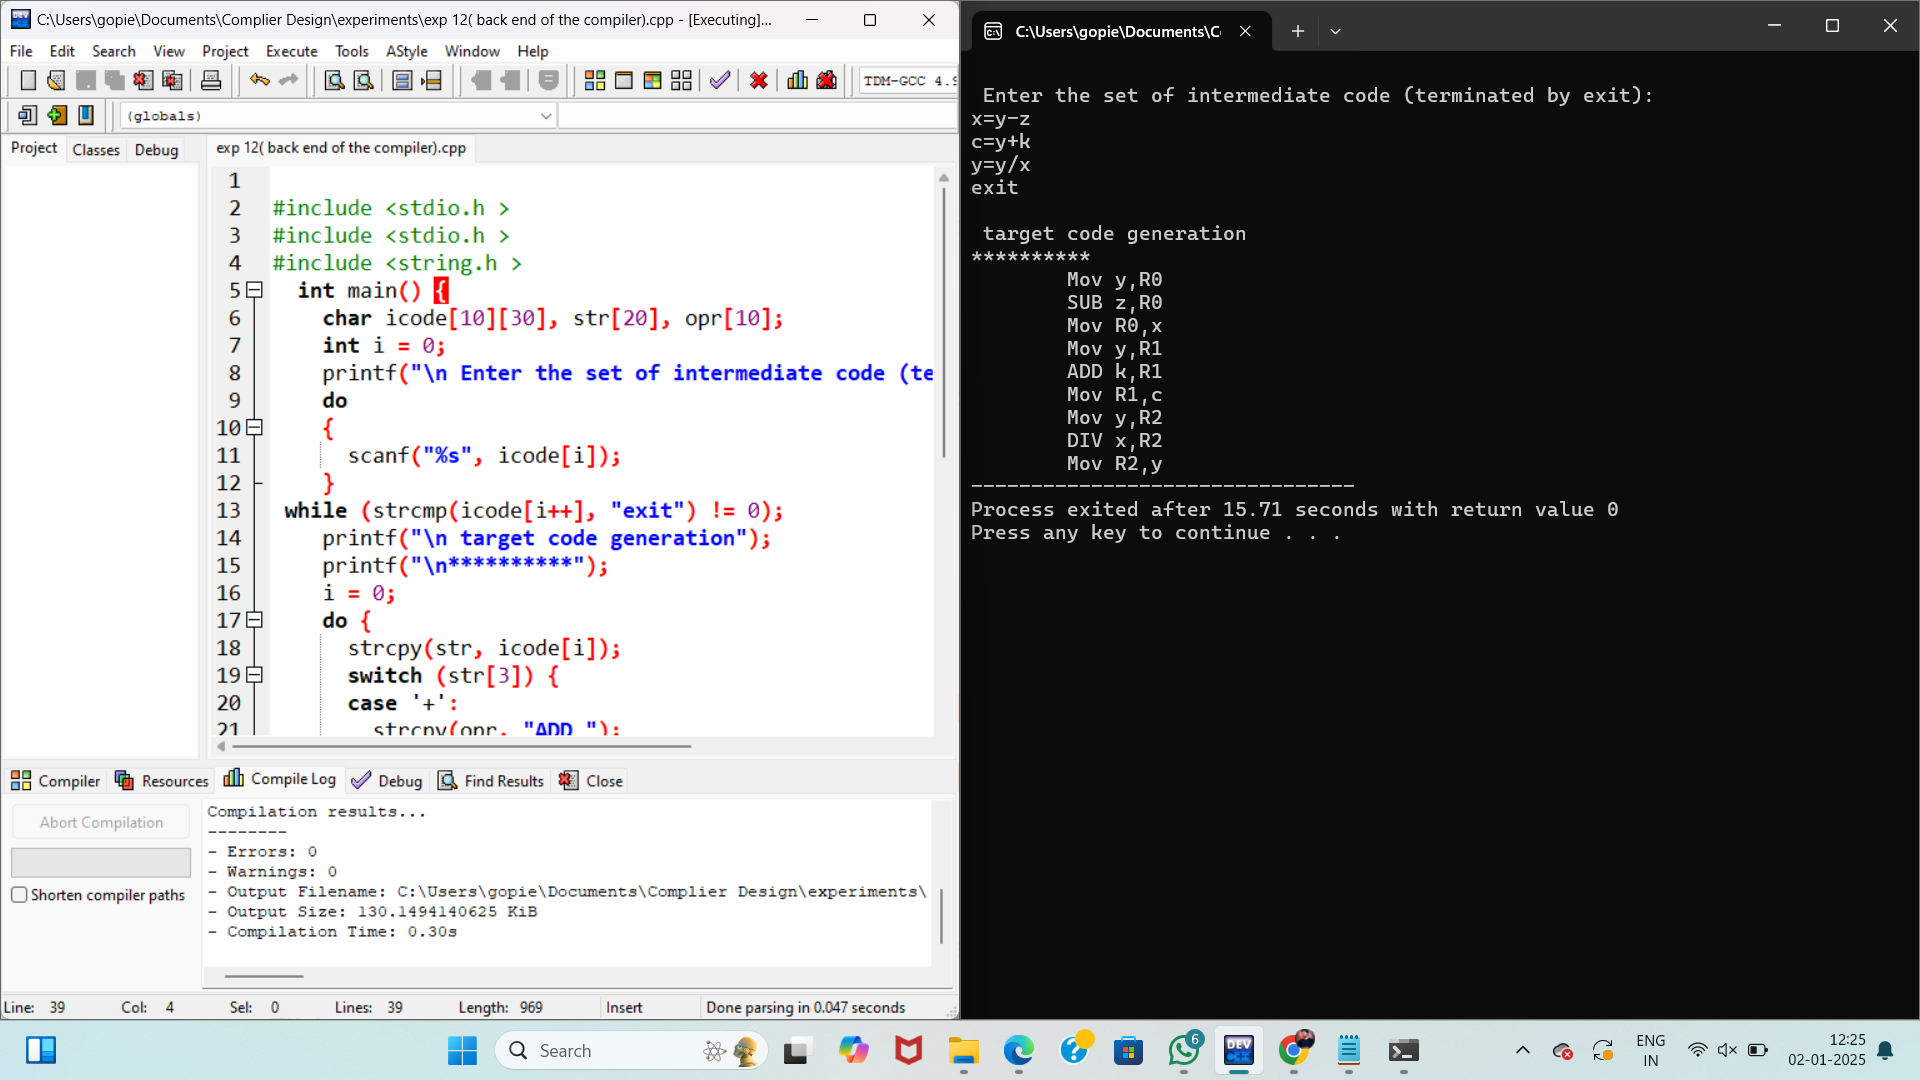 C:\Users\gopie\Documents\Complier Design\experiments\exp 12( back end of the compiler).cpp - [Executing]...
File Edit Search View Project Execute Tools AStyle Window Help
TDM-GCC 4.9
(globals)
Project Classes Debug
exp 12( back end of the compiler).cpp
1
2 #include <stdio.h >
3 #include <stdio.h >
4 #include <string.h >
5 int main() {
6 char icode[10][30], str[20], opr[10];
7 int i = 0;
8 printf("\n Enter the set of intermediate code (te
9 do
10 {
11 scanf("%s", icode[i]);
12 }
13 while (strcmp(icode[i++], "exit") != 0);
14 printf("\n target code generation");
15 printf("\n**********");
16 i = 0;
17 do {
18 strcpy(str, icode[i]);
19 switch (str[3]) {
20 case '+':
21 strcpy(opr, "ADD ");
Compiler Resources Compile Log Debug Find Results Close
Abort Compilation
Shorten compiler paths
Compilation results...
--------
- Errors: 0
- Warnings: 0
- Output Filename: C:\Users\gopie\Documents\Complier Design\experiments\
- Output Size: 130.1494140625 KiB
- Compilation Time: 0.30s
Line: 39 Col: 4 Sel: 0 Lines: 39 Length: 969 Insert Done parsing in 0.047 seconds
C:\Users\gopie\Documents\C
Enter the set of intermediate code (terminated by exit):
x=y-z
c=y+k
y=y/x
exit
target code generation
**********
Mov y,R0
SUB z,R0
Mov R0,x
Mov y,R1
ADD k,R1
Mov R1,c
Mov y,R2
DIV x,R2
Mov R2,y
--------------------------------
Process exited after 15.71 seconds with return value 0
Press any key to continue . . .
Search
6
DEV
C++
ENG
IN
12:25
02-01-2025